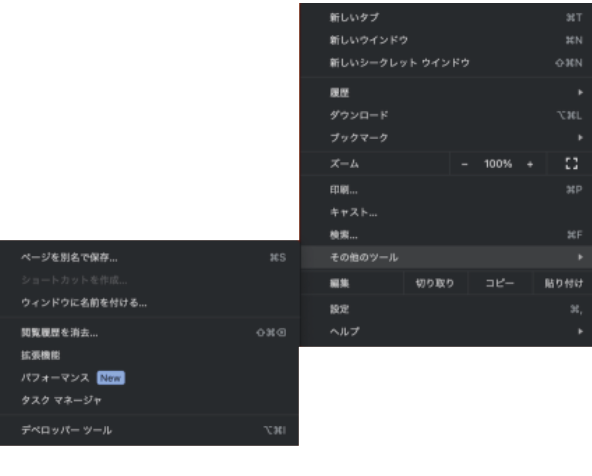 新しいタブ ⌘T
新しいウインドウ ⌘N
新しいシークレット ウインドウ ⇧⌘N
履歴
ダウンロード ⌥⌘L
ブックマーク
ズーム － 100% ＋
印刷... ⌘P
キャスト...
検索... ⌘F
その他のツール
編集 切り取り コピー 貼り付け
設定 ⌘,
ヘルプ
ページを別名で保存... ⌘S
ショートカットを作成...
ウィンドウに名前を付ける...
閲覧履歴を消去... ⇧⌘⌫
拡張機能
パフォーマンス New
タスク マネージャ
デベロッパー ツール ⌥⌘I